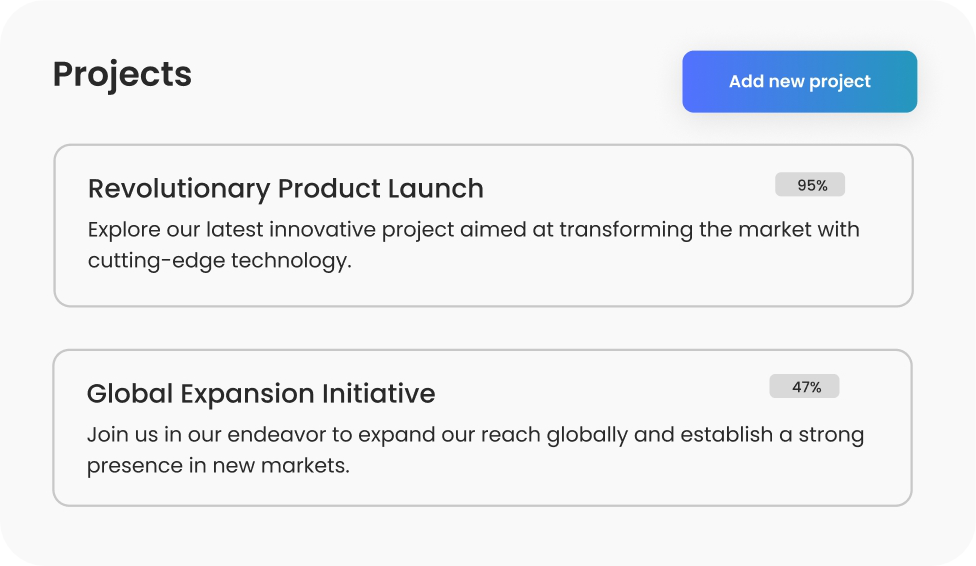 Projects
Add new project
Revolutionary Product Launch
95%
Explore our latest innovative project aimed at transforming the market with
cutting-edge technology.
Global Expansion Initiative
47%
Join us in our endeavor to expand our reach globally and establish a strong
presence in new markets.